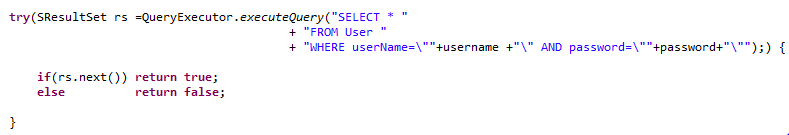 try(SResultSet rs =QueryExecutor.executeQuery("SELECT * "
+ "FROM User "
+ "WHERE userName=\""+username +"\" AND password=\""+password+"\"");) {
if(rs.next()) return true;
else return false;
}